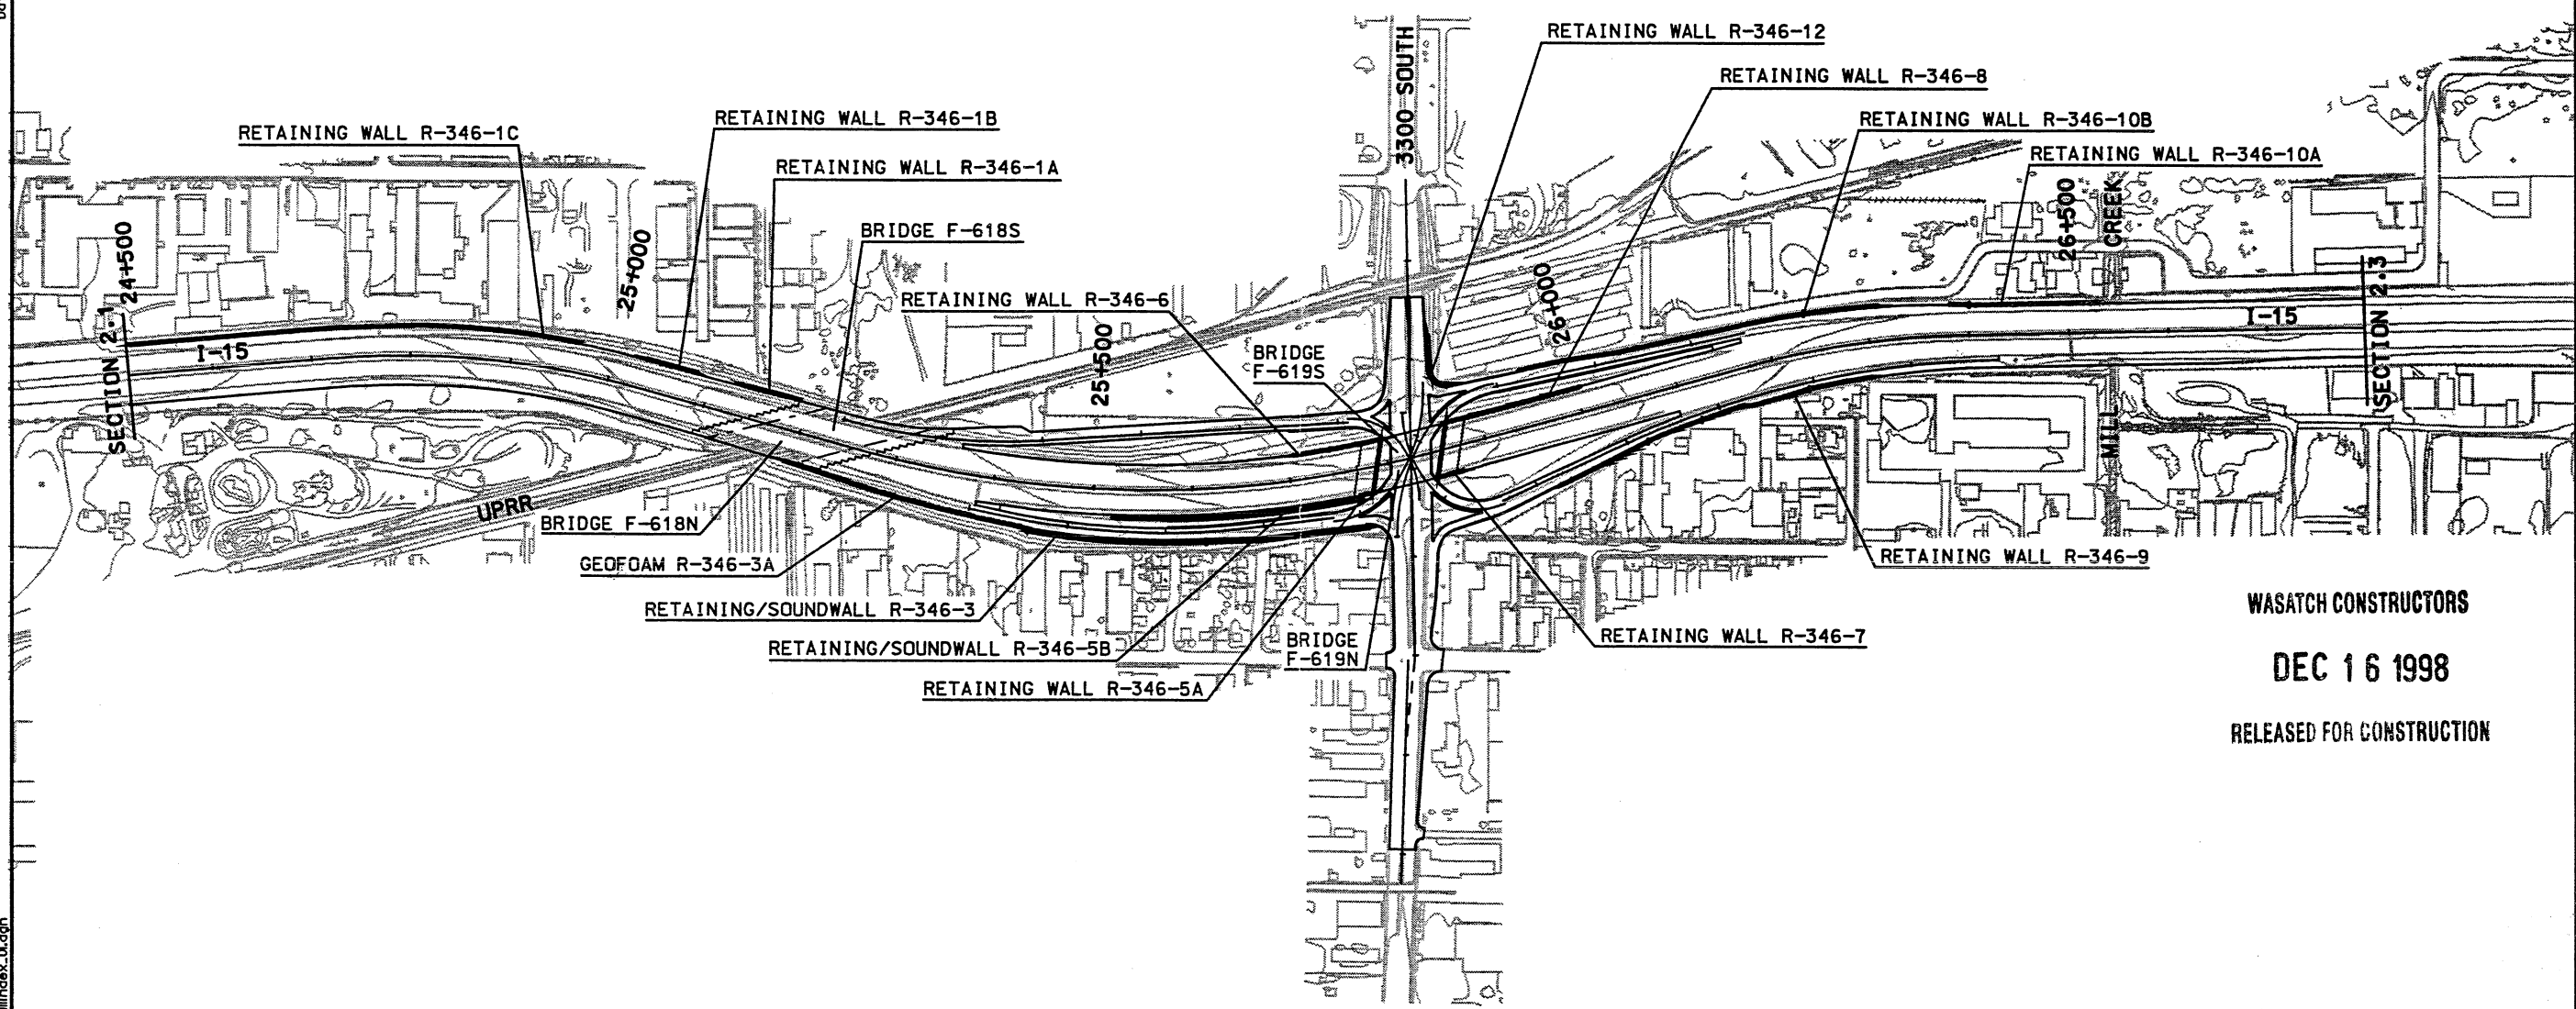 RETAINING WALL R-346-12
3300 SOUTH
RETAINING WALL R-346-8
RETAINING WALL R-346-1B
RETAINING WALL R-346-10B
RETAINING WALL R-346-1C
RETAINING WALL R-346-10A
RETAINING WALL R-346-1A
BRIDGE F-618S
24+500
25+000
26+500
CREEK
RETAINING WALL R-346-6
26+000
SECTION 2.1
I-15
25+500
BRIDGE
F-619S
I-15
SECTION 2.3
MILL
UPRR
BRIDGE F-618N
GEOFOAM R-346-3A
RETAINING WALL R-346-9
RETAINING/SOUNDWALL R-346-3
RETAINING/SOUNDWALL R-346-5B
BRIDGE
F-619N
RETAINING WALL R-346-7
RETAINING WALL R-346-5A
WASATCH CONSTRUCTORS
DEC 16 1998
RELEASED FOR CONSTRUCTION